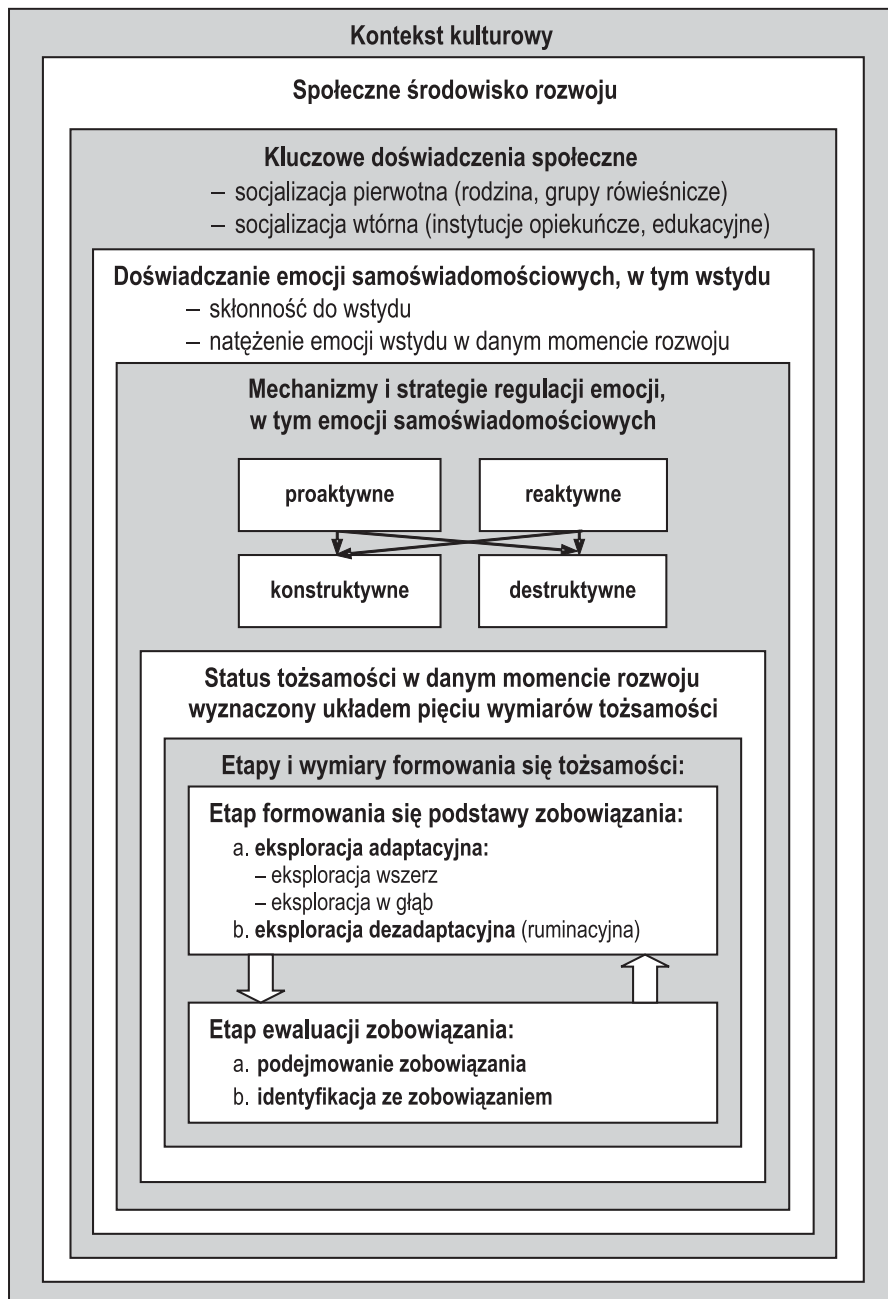 Kontekst kulturowy
Społeczne środowisko rozwoju
Kluczowe doświadczenia społeczne
– socjalizacja pierwotna (rodzina, grupy rówieśnicze)
– socjalizacja wtórna (instytucje opiekuńcze, edukacyjne)
Doświadczanie emocji samoświadomościowych, w tym wstydu
– skłonność do wstydu
– natężenie emocji wstydu w danym momencie rozwoju
Mechanizmy i strategie regulacji emocji,
w tym emocji samoświadomościowych
proaktywne
reaktywne
konstruktywne
destruktywne
Status tożsamości w danym momencie rozwoju
wyznaczony układem pięciu wymiarów tożsamości
Etapy i wymiary formowania się tożsamości:
Etap formowania się podstawy zobowiązania:
a. eksploracja adaptacyjna:
– eksploracja wszerz
– eksploracja w głąb
b. eksploracja dezadaptacyjna (ruminacyjna)
Etap ewaluacji zobowiązania:
a. podejmowanie zobowiązania
b. identyfikacja ze zobowiązaniem